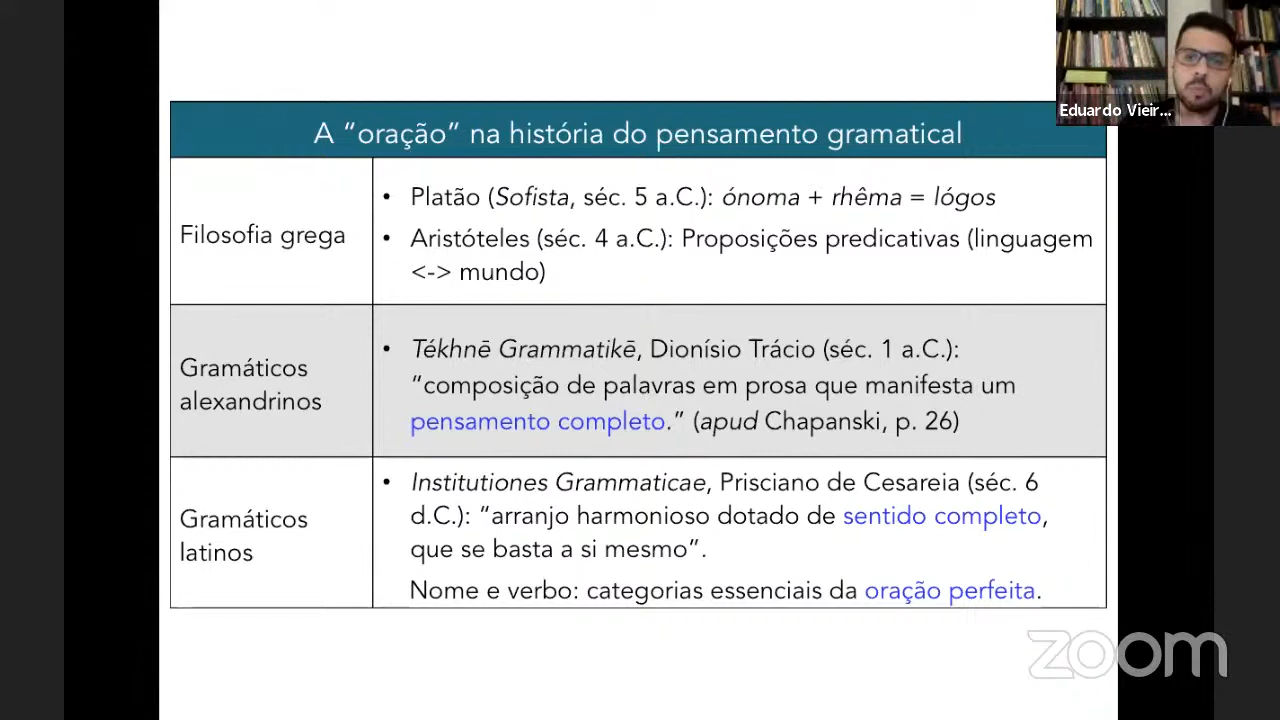 Eduardo Vieir...
A “oração” na história do pensamento gramatical
Filosofia grega
• Platão (Sofista, séc. 5 a.C.): ónoma + rhêma = lógos
• Aristóteles (séc. 4 a.C.): Proposições predicativas (linguagem
<-> mundo)
Gramáticos
alexandrinos
• Tékhnē Grammatikē, Dionísio Trácio (séc. 1 a.C.):
“composição de palavras em prosa que manifesta um
pensamento completo.” (apud Chapanski, p. 26)
Gramáticos
latinos
• Institutiones Grammaticae, Prisciano de Cesareia (séc. 6
d.C.): “arranjo harmonioso dotado de sentido completo,
que se basta a si mesmo”.
Nome e verbo: categorias essenciais da oração perfeita.
zoom